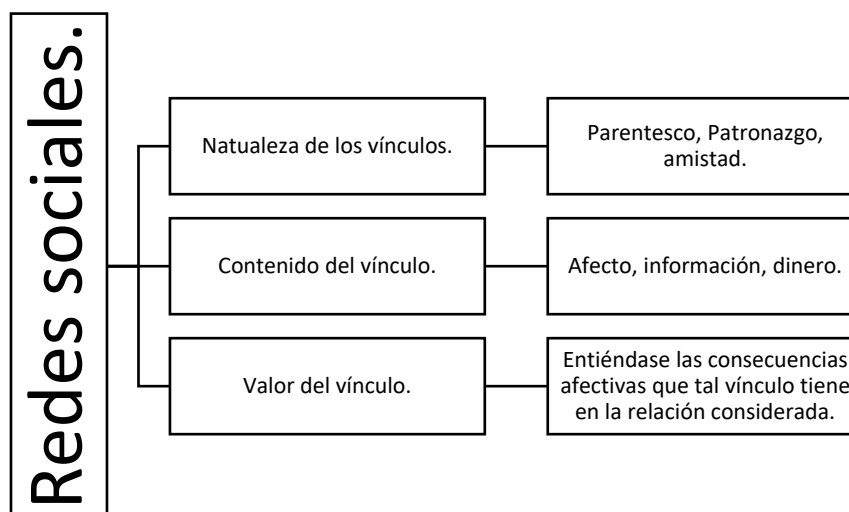 Redes sociales.
Natualeza de los vínculos.
Parentesco, Patronazgo,
amistad.
Contenido del vínculo.
Afecto, información, dinero.
Valor del vínculo.
Entiéndase las consecuencias
afectivas que tal vínculo tiene
en la relación considerada.